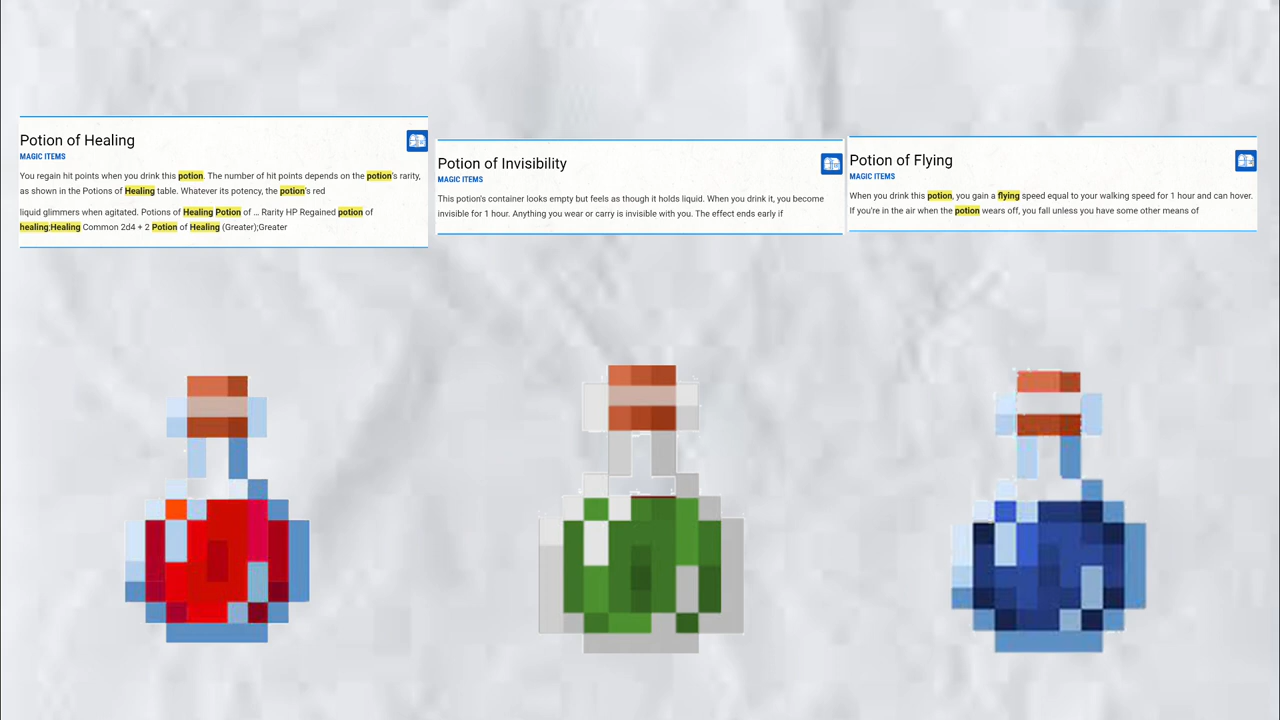 Potion of Healing
MAGIC ITEMS
You regain hit points when you drink this potion. The number of hit points depends on the potion's rarity,
as shown in the Potions of Healing table. Whatever its potency, the potion's red
liquid glimmers when agitated. Potions of Healing Potion of ... Rarity HP Regained potion of
healing;Healing Common 2d4 + 2 Potion of Healing (Greater);Greater
Potion of Invisibility
MAGIC ITEMS
This potion's container looks empty but feels as though it holds liquid. When you drink it, you become
invisible for 1 hour. Anything you wear or carry is invisible with you. The effect ends early if
Potion of Flying
MAGIC ITEMS
When you drink this potion, you gain a flying speed equal to your walking speed for 1 hour and can hover.
If you're in the air when the potion wears off, you fall unless you have some other means of